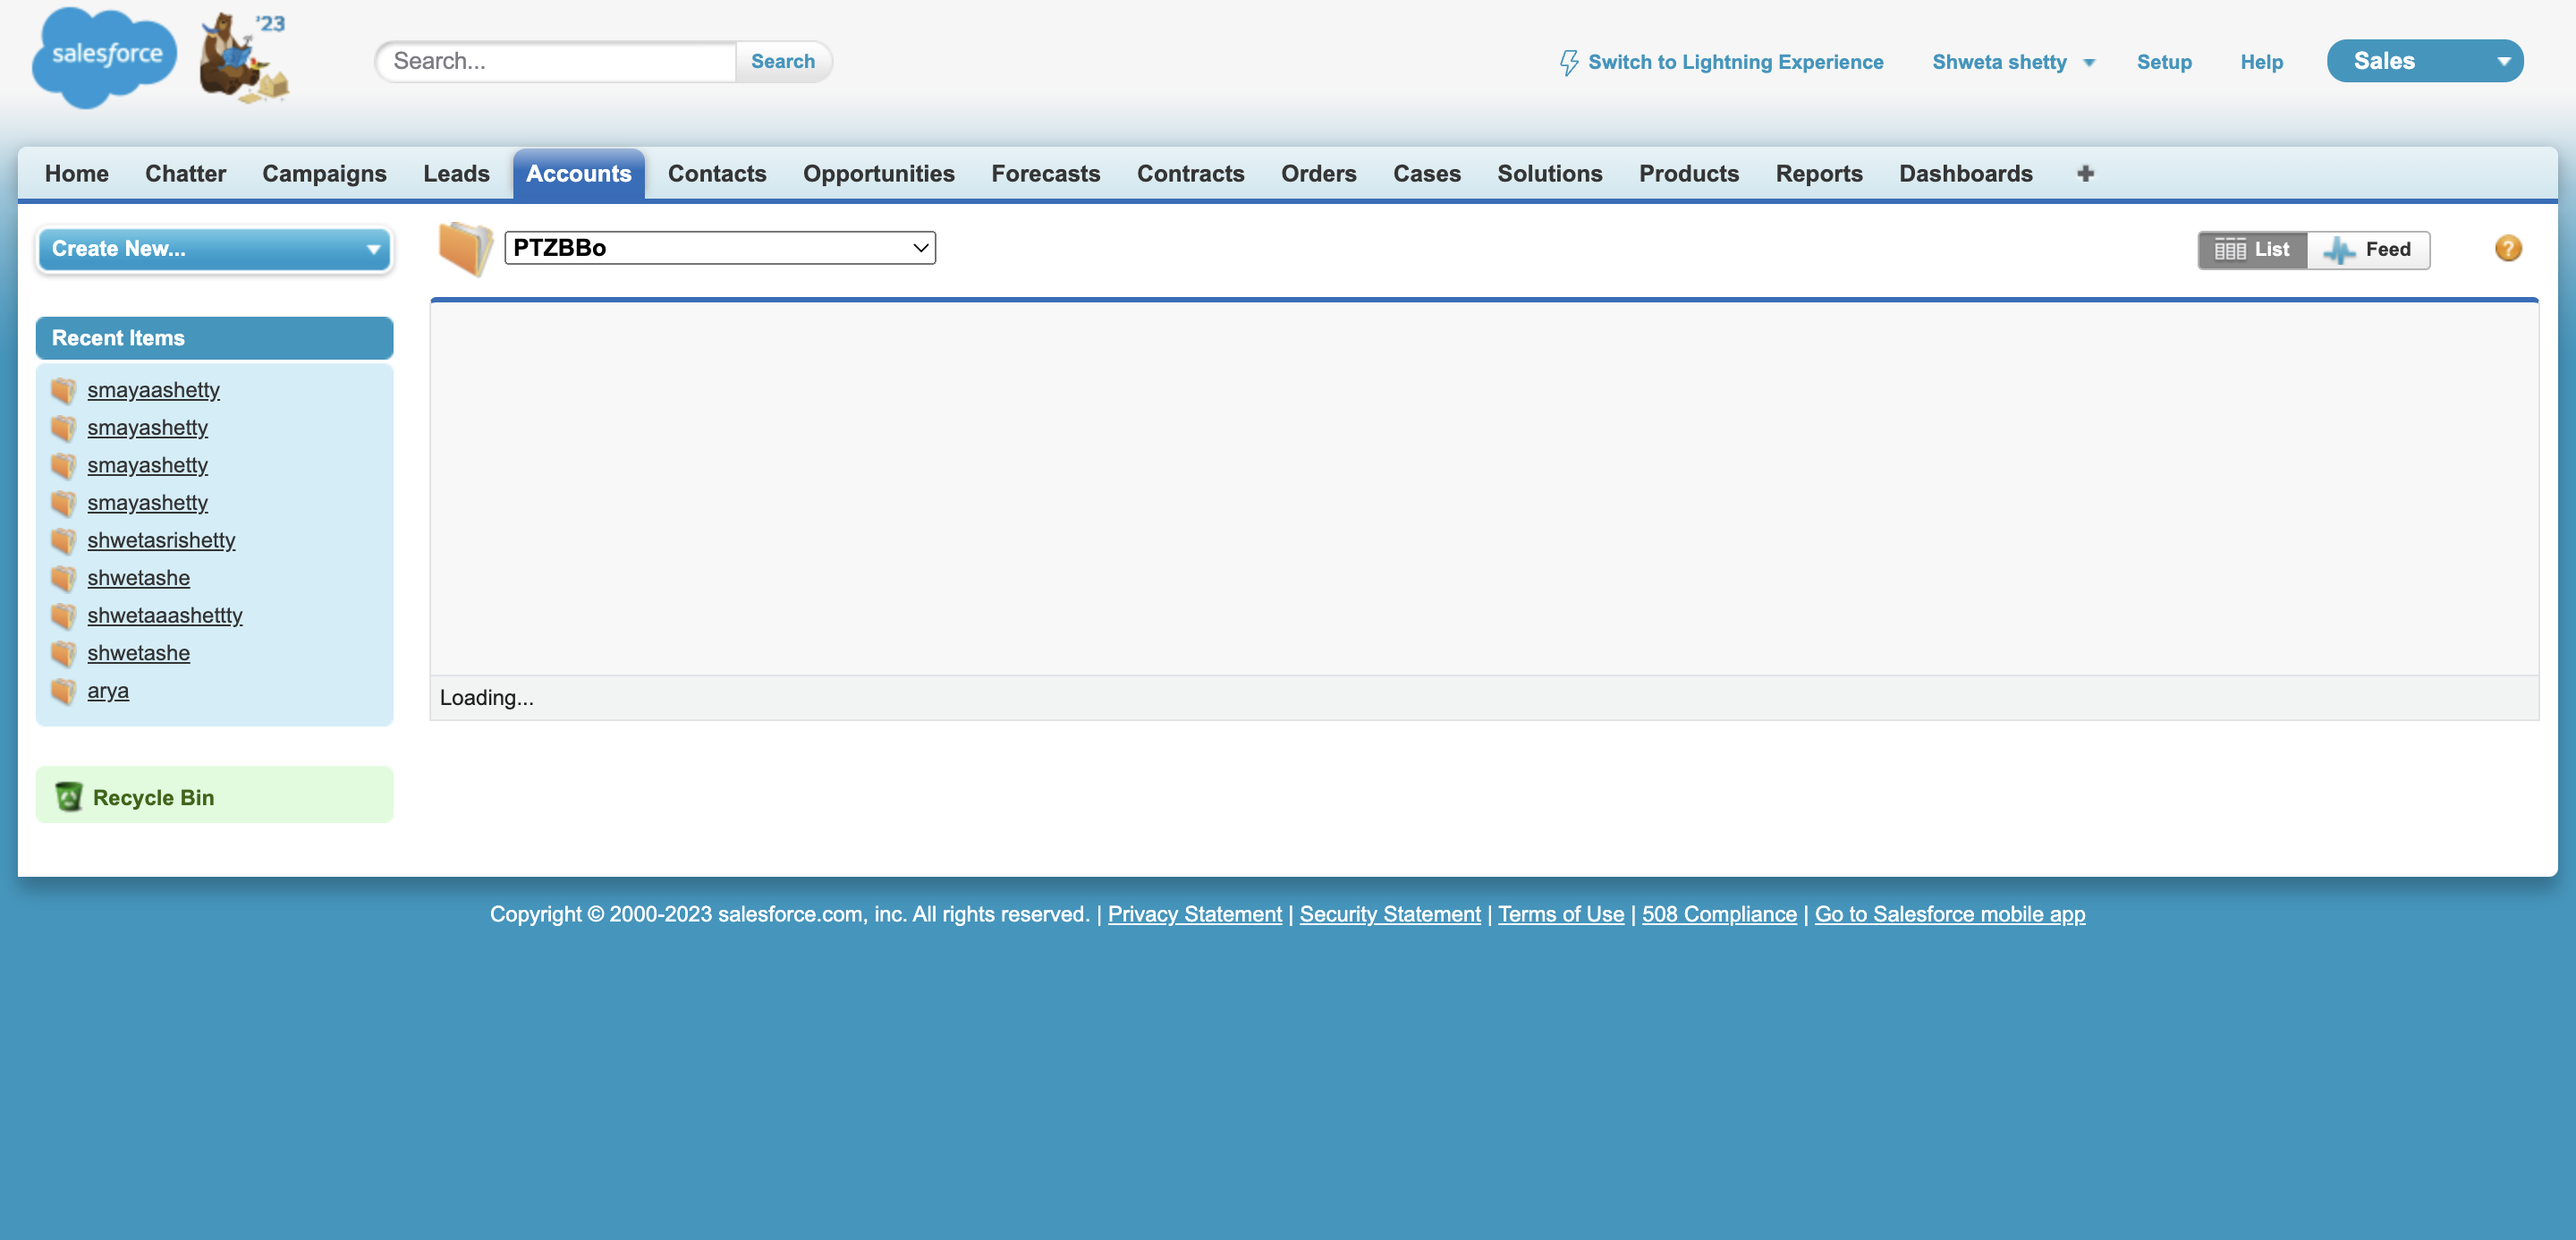 salesforce
'23
Search...
Search
Switch to Lightning Experience
Shweta shetty
Setup
Help
Sales
Home
Chatter
Campaigns
Leads
Accounts
Contacts
Opportunities
Forecasts
Contracts
Orders
Cases
Solutions
Products
Reports
Dashboards
Create New...
PTZBBo
List
Feed
Recent Items
smayaashetty
smayashetty
smayashetty
smayashetty
shwetasrishetty
shwetashe
shwetaaashettty
shwetashe
arya
Loading...
Recycle Bin
Copyright © 2000-2023 salesforce.com, inc. All rights reserved. | Privacy Statement | Security Statement | Terms of Use | 508 Compliance | Go to Salesforce mobile app